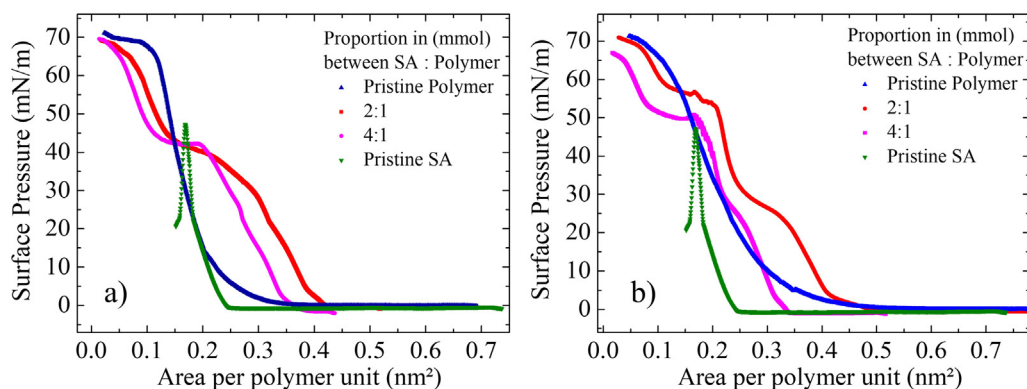 70
60
50
40
30
20
10
0
Surface Pressure (mN/m)
0.0 0.1 0.2 0.3 0.4 0.5 0.6 0.7
Area per polymer unit (nm²)
a)
Proportion in (mmol)
between SA : Polymer
Pristine Polymer
2:1
4:1
Pristine SA
70
60
50
40
30
20
10
0
Surface Pressure (mN/m)
0.0 0.1 0.2 0.3 0.4 0.5 0.6 0.7
Area per polymer unit (nm²)
b)
Proportion in (mmol)
between SA : Polymer
Pristine Polymer
2:1
4:1
Pristine SA